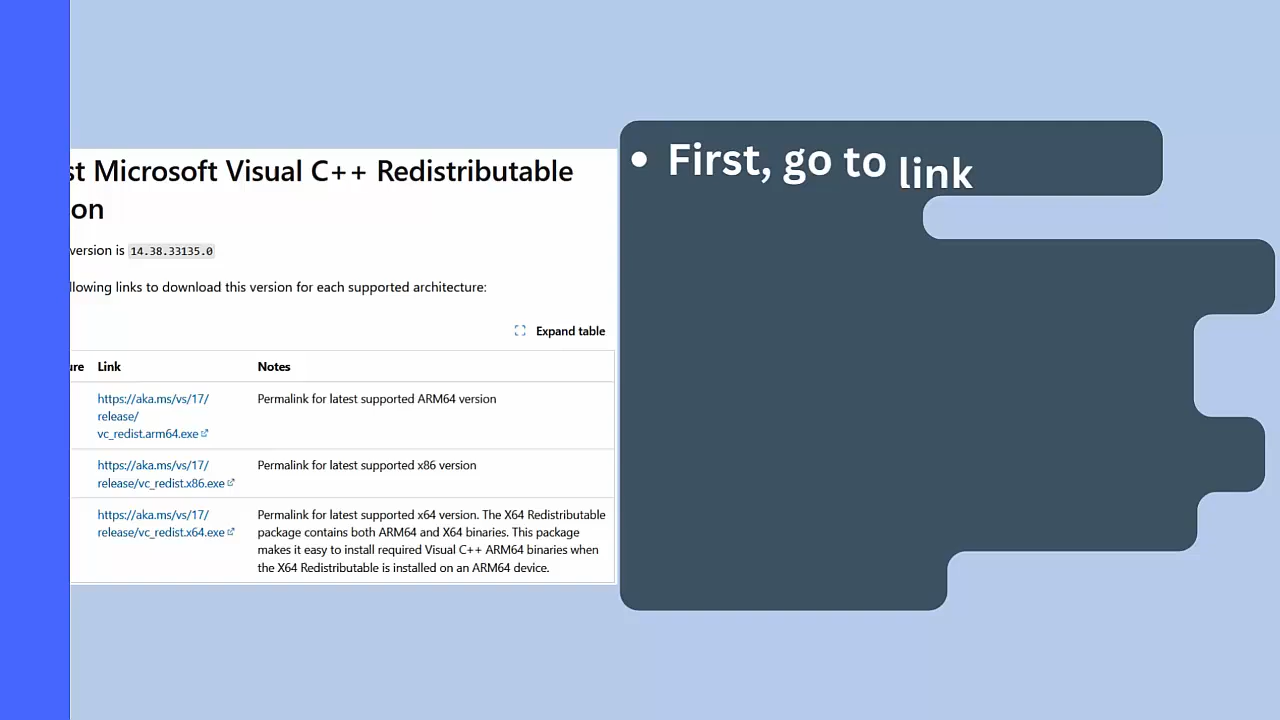 st Microsoft Visual C++ Redistributable
on
version is 14.38.33135.0
llowing links to download this version for each supported architecture:
Expand table
ure Link Notes
https://aka.ms/vs/17/ Permalink for latest supported ARM64 version
release/
vc_redist.arm64.exe
https://aka.ms/vs/17/ Permalink for latest supported x86 version
release/vc_redist.x86.exe
https://aka.ms/vs/17/ Permalink for latest supported x64 version. The X64 Redistributable
release/vc_redist.x64.exe package contains both ARM64 and X64 binaries. This package
makes it easy to install required Visual C++ ARM64 binaries when
the X64 Redistributable is installed on an ARM64 device.
• First, go to link